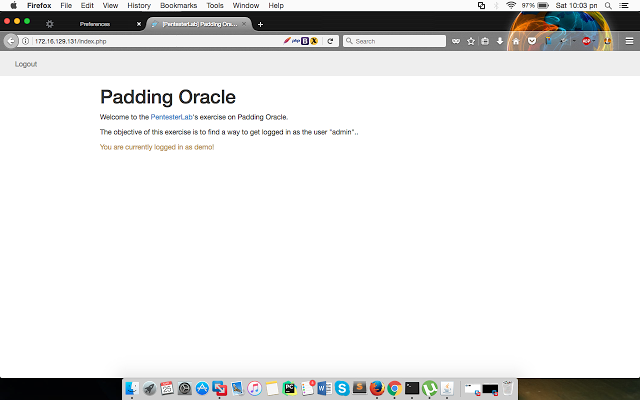 Firefox File Edit View History Bookmarks Tools Window Help 97% Sat 10:03 pn
Preferences × [PentesterLab] Padding Ora... × +
172.16.129.131/index.php php Search
Logout
Padding Oracle
Welcome to the PentesterLab's exercise on Padding Oracle.
The objective of this exercise is to find a way to get logged in as the user "admin"..
You are currently logged in as demo!